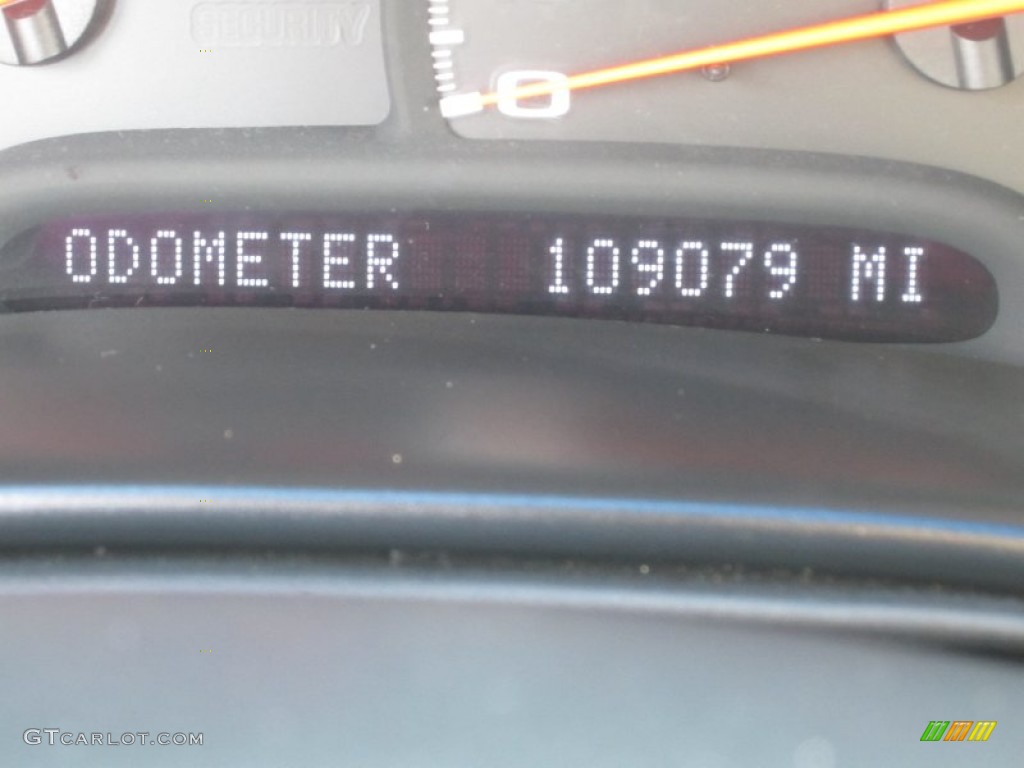 SECURITY
0
ODOMETER 109079 MI
GTCARLOT.COM